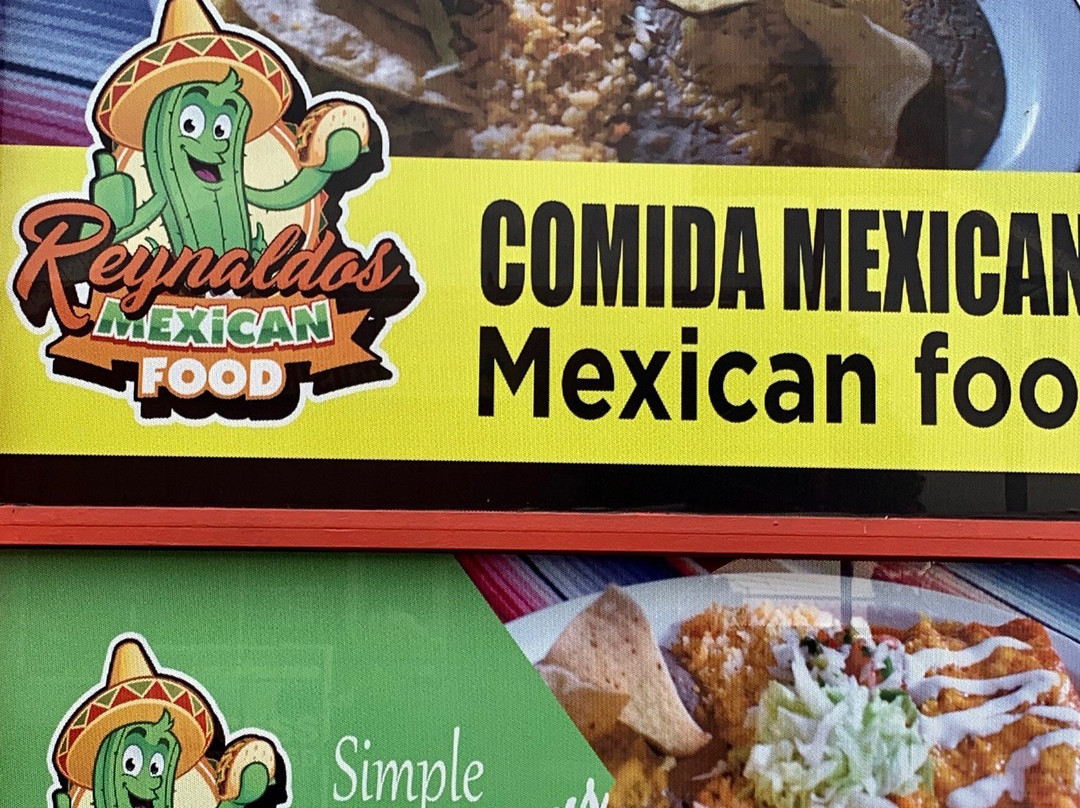 Reynaldos
MEXiCAN
FOOD
COMIDA MEXICAN
Mexican foo
Simple